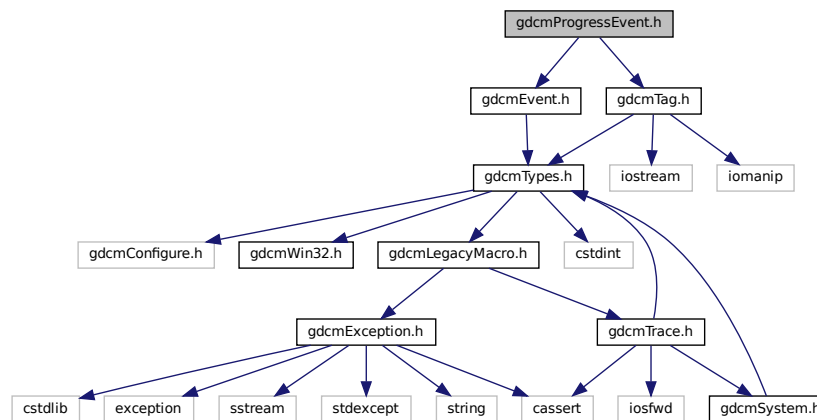 gdcmProgressEvent.h
gdcmEvent.h
gdcmTag.h
gdcmTypes.h
iostream
iomanip
gdcmConfigure.h
gdcmWin32.h
gdcmLegacyMacro.h
cstdint
gdcmException.h
gdcmTrace.h
cstdlib
exception
sstream
stdexcept
string
cassert
iosfwd
gdcmSystem.h